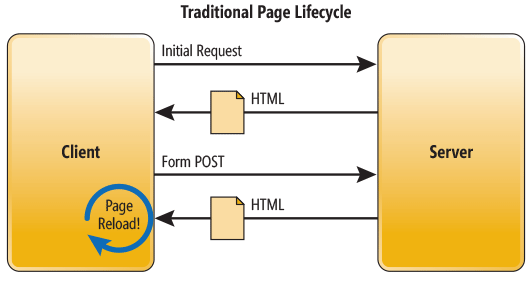 Traditional Page Lifecycle
Initial Request
HTML
Client
Server
Form POST
Page
Reload!
HTML